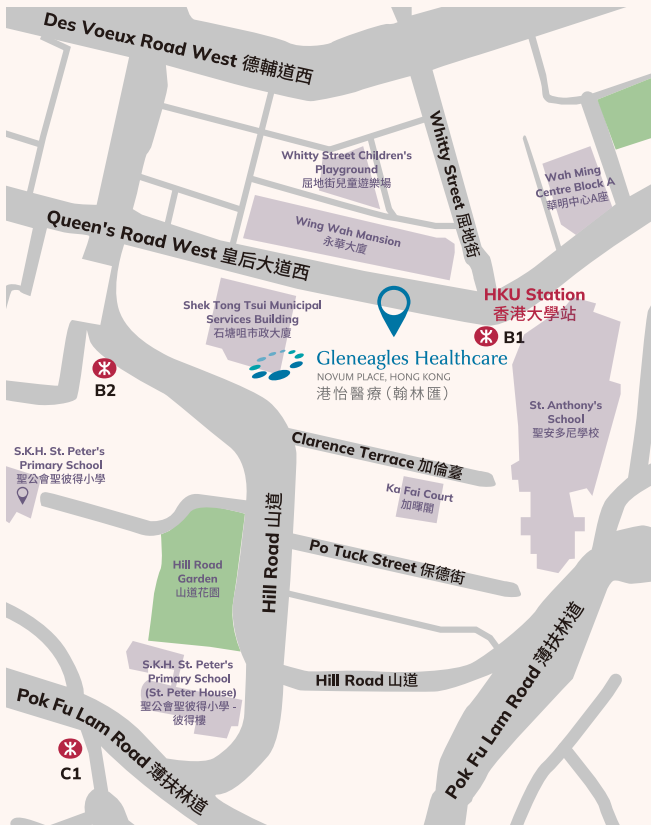 Des Voeux Road West 德輔道西
Whitty Street 屈地街
Whitty Street Children's
Playground
屈地街兒童遊樂場
Wah Ming
Centre Block A
華明中心A座
Wing Wah Mansion
永華大廈
Queen's Road West 皇后大道西
HKU Station
香港大學站
B1
Shek Tong Tsui Municipal
Services Building
石塘咀市政大廈
Gleneagles Healthcare
NOVUM PLACE, HONG KONG
港怡醫療(翰林匯)
B2
St. Anthony's
School
聖安多尼學校
Clarence Terrace 加倫臺
S.K.H. St. Peter's
Primary School
聖公會聖彼得小學
Ka Fai Court
加暉閣
Hill Road 山道
Po Tuck Street 保德街
Hill Road
Garden
山道花園
Pok Fu Lam Road 薄扶林道
S.K.H. St. Peter's
Primary School
(St. Peter House)
聖公會聖彼得小學 -
彼得樓
Hill Road 山道
Pok Fu Lam Road 薄扶林道
C1